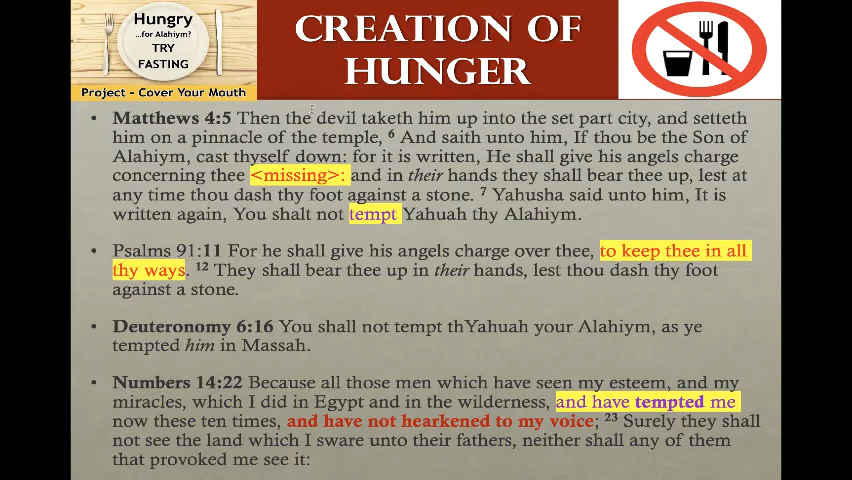 Hungry
...for Alahiym?
TRY
FASTING
Project - Cover Your Mouth
CREATION OF
HUNGER
• Matthews 4:5 Then the devil taketh him up into the set part city, and setteth
him on a pinnacle of the temple, 6 And saith unto him, If thou be the Son of
Alahiym, cast thyself down: for it is written, He shall give his angels charge
concerning thee <missing>: and in their hands they shall bear thee up, lest at
any time thou dash thy foot against a stone. 7 Yahusha said unto him, It is
written again, You shalt not tempt Yahuah thy Alahiym.
• Psalms 91:11 For he shall give his angels charge over thee, to keep thee in all
thy ways. 12 They shall bear thee up in their hands, lest thou dash thy foot
against a stone.
• Deuteronomy 6:16 You shall not tempt thYahuah your Alahiym, as ye
tempted him in Massah.
• Numbers 14:22 Because all those men which have seen my esteem, and my
miracles, which I did in Egypt and in the wilderness, and have tempted me
now these ten times, and have not hearkened to my voice; 23 Surely they shall
not see the land which I sware unto their fathers, neither shall any of them
that provoked me see it: